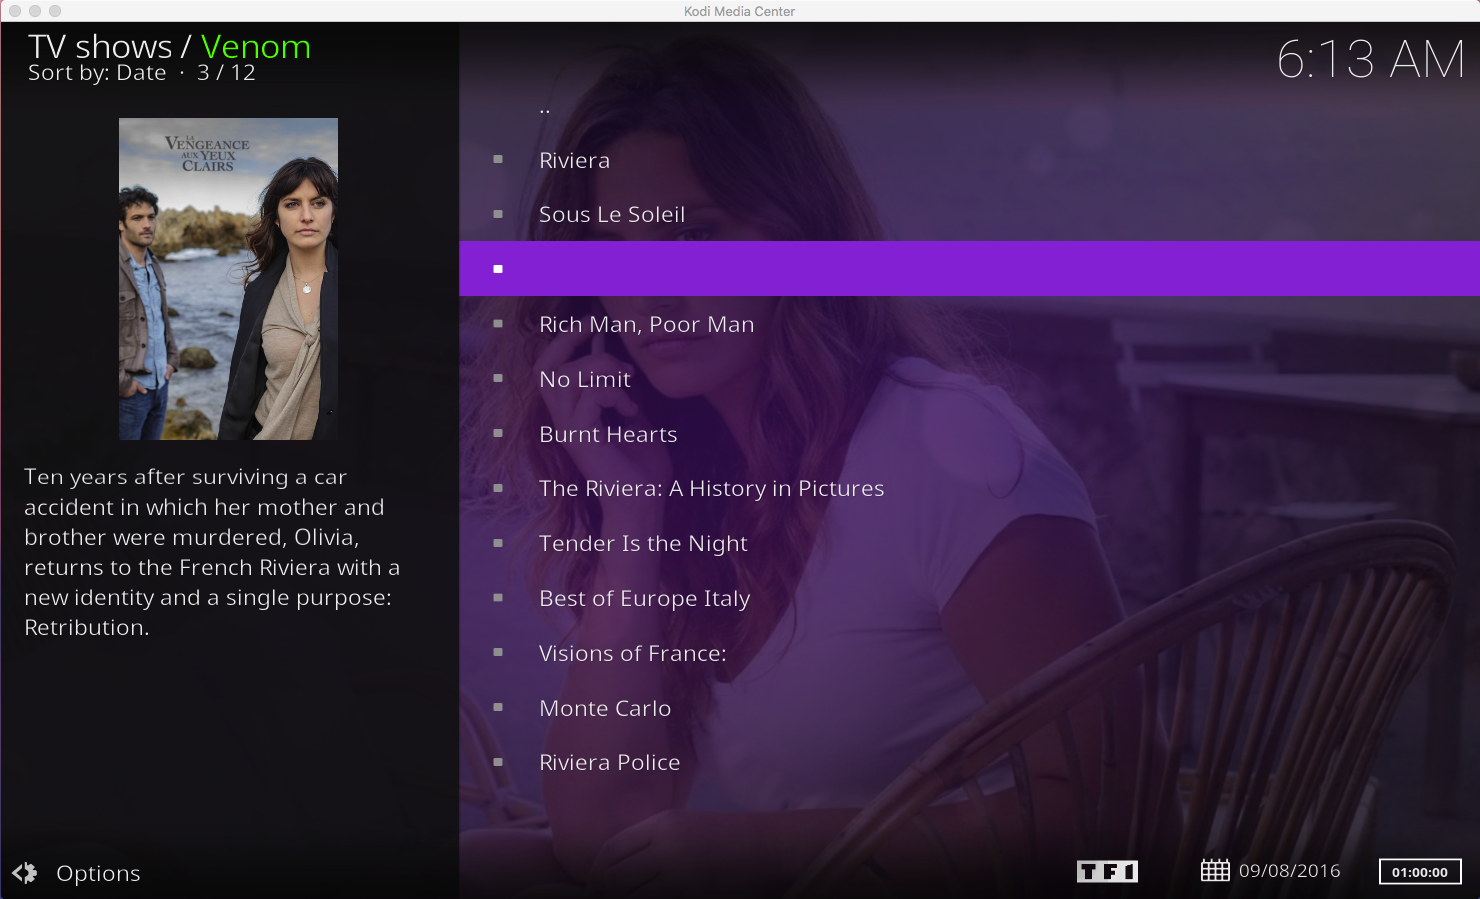 Kodi Media Center
TV shows / Venom
Sort by: Date · 3 / 12
6:13 AM
LA
VENGEANCE
AUX YEUX
CLAIRS
Ten years after surviving a car
accident in which her mother and
brother were murdered, Olivia,
returns to the French Riviera with a
new identity and a single purpose:
Retribution.
..
Riviera
Sous Le Soleil
Rich Man, Poor Man
No Limit
Burnt Hearts
The Riviera: A History in Pictures
Tender Is the Night
Best of Europe Italy
Visions of France:
Monte Carlo
Riviera Police
Options
TF1
09/08/2016
01:00:00